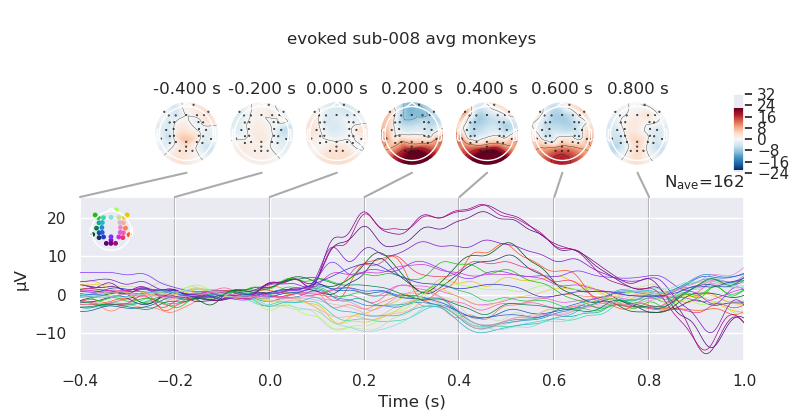 evoked sub-008 avg monkeys
-0.400 s -0.200 s 0.000 s 0.200 s 0.400 s 0.600 s 0.800 s
32
24
16
8
0
−8
−16
−24
Nave=162
20
10
0
−10
µV
−0.4 −0.2 0.0 0.2 0.4 0.6 0.8 1.0
Time (s)